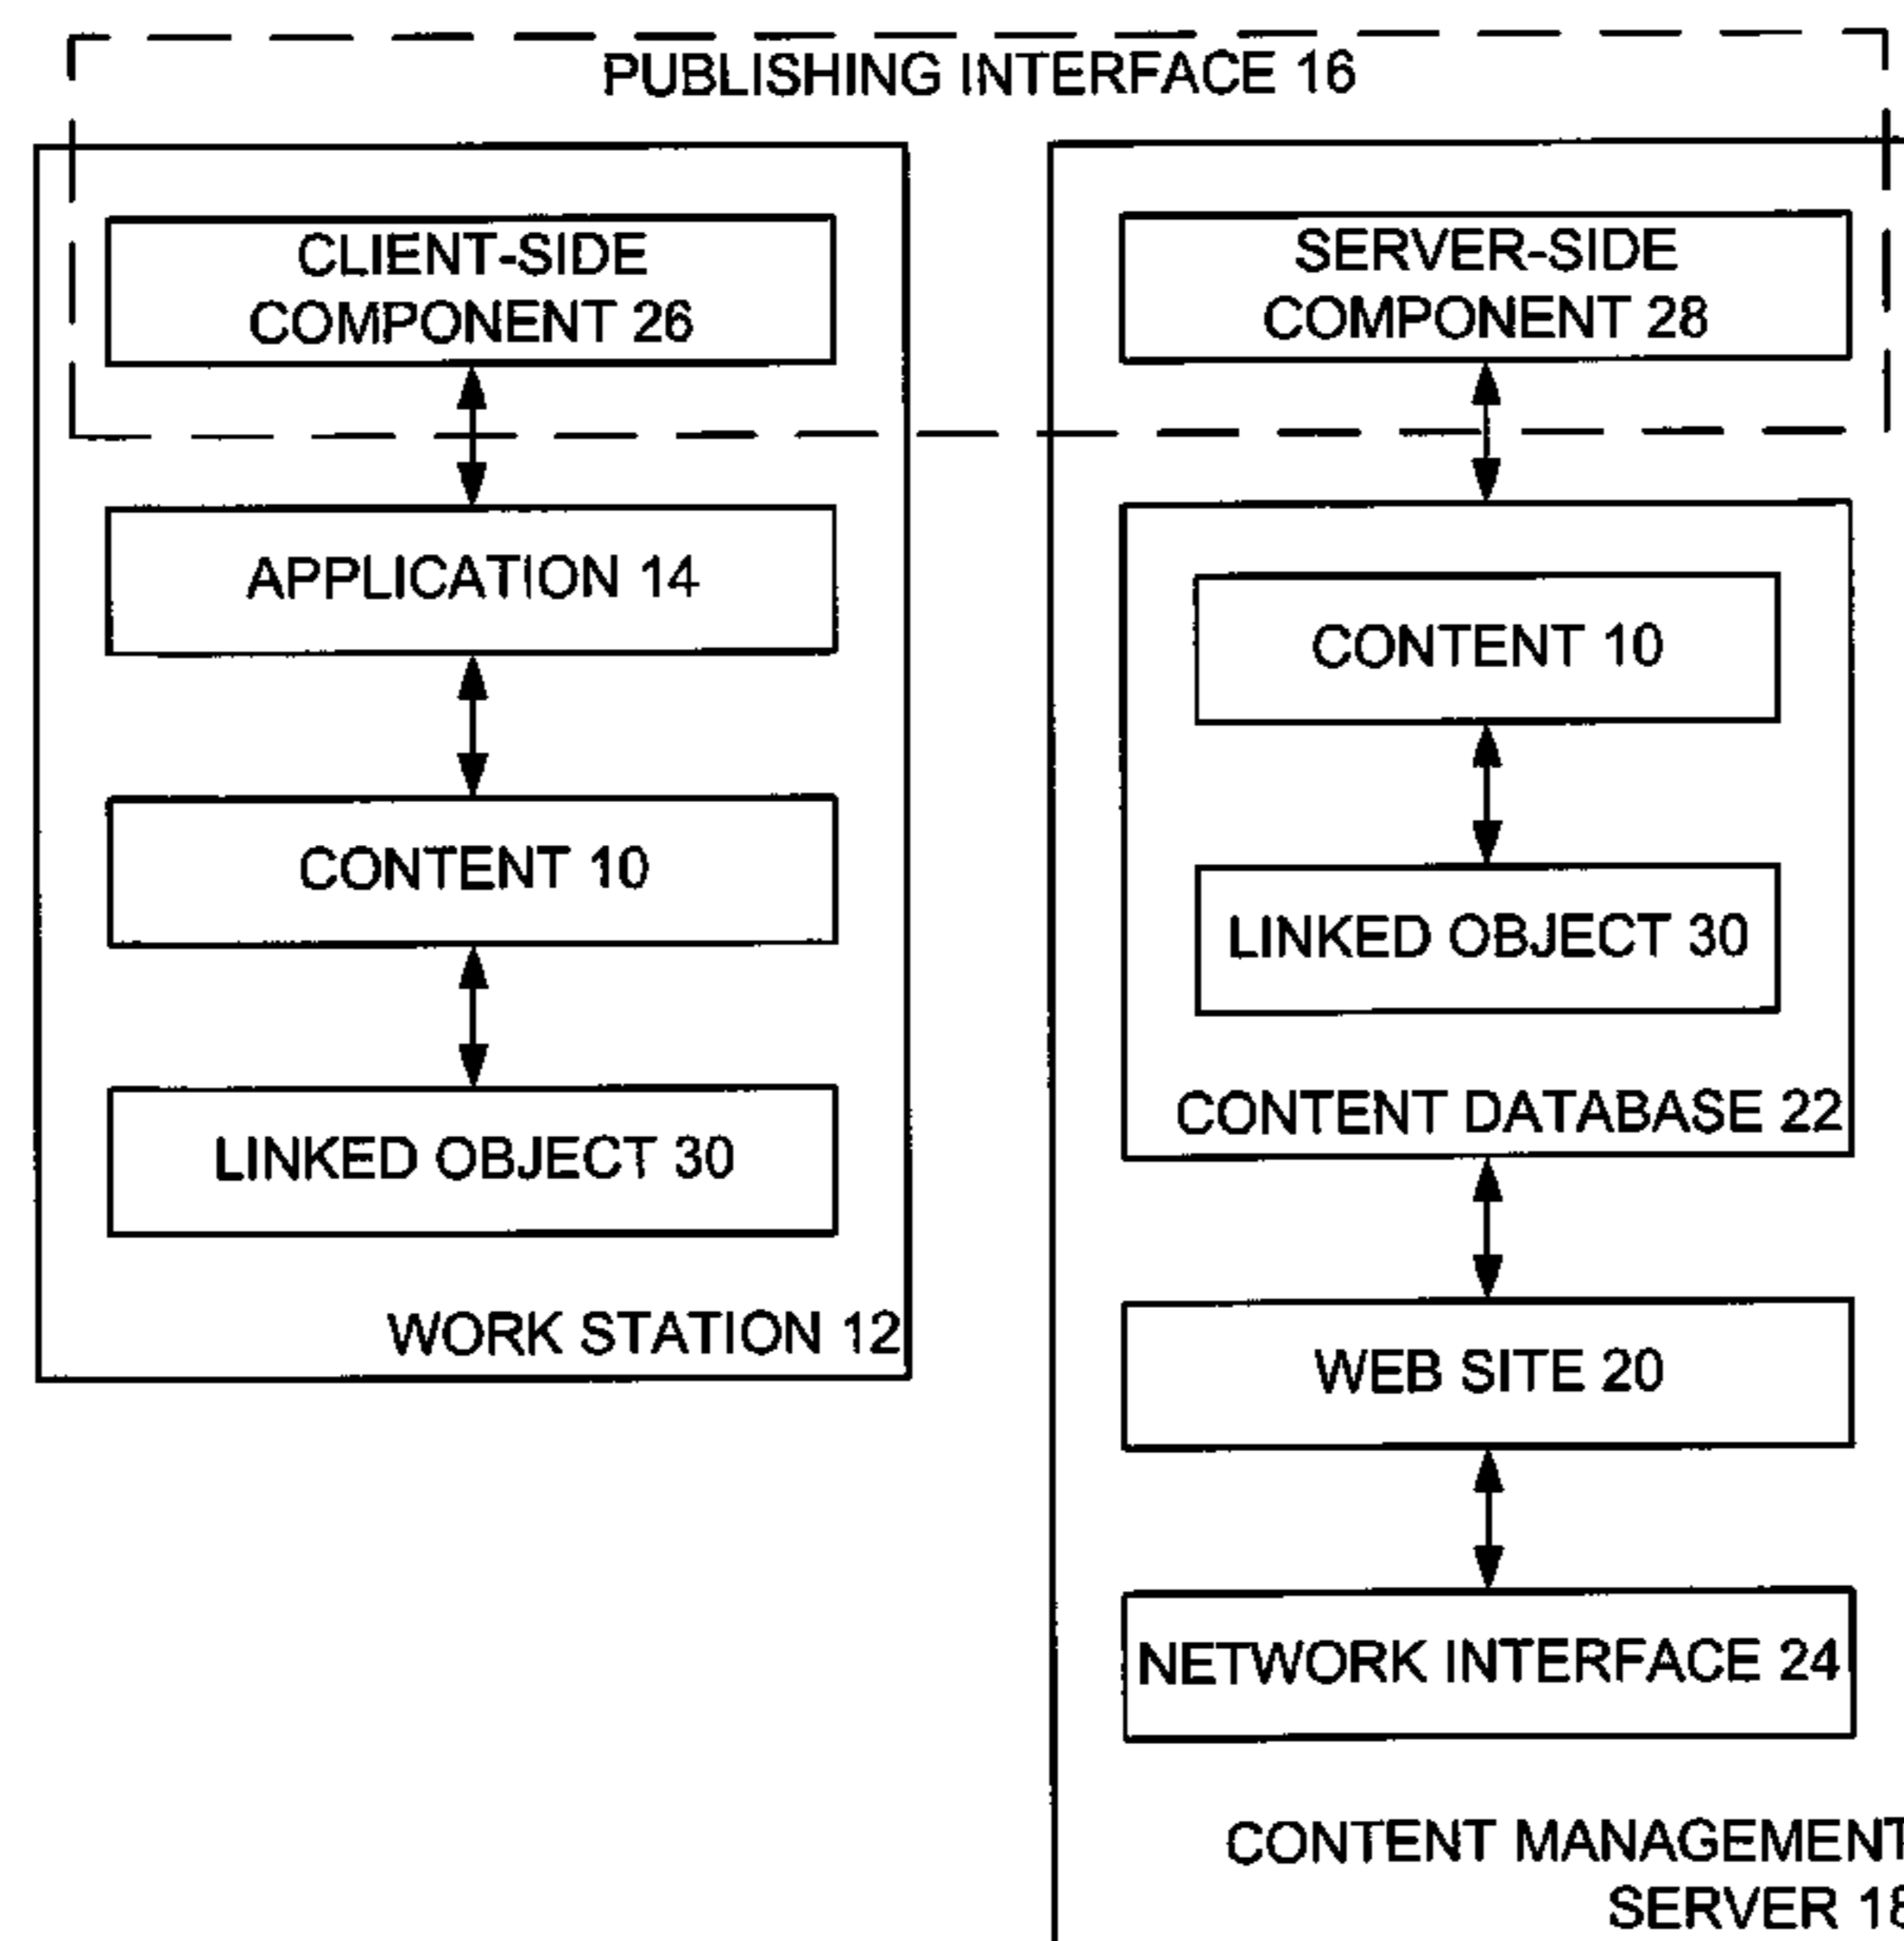 PUBLISHING INTERFACE 16
CLIENT-SIDE
COMPONENT 26
APPLICATION 14
CONTENT 10
LINKED OBJECT 30
WORK STATION 12
SERVER-SIDE
COMPONENT 28
CONTENT 10
LINKED OBJECT 30
CONTENT DATABASE 22
WEB SITE 20
NETWORK INTERFACE 24
CONTENT MANAGEMENT
SERVER 18